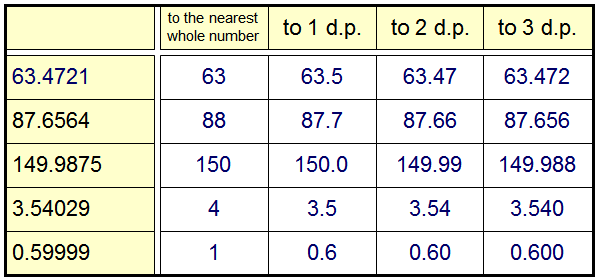 to the nearest
whole number to 1 d.p. to 2 d.p. to 3 d.p.
63.4721 63 63.5 63.47 63.472
87.6564 88 87.7 87.66 87.656
149.9875 150 150.0 149.99 149.988
3.54029 4 3.5 3.54 3.540
0.59999 1 0.6 0.60 0.600